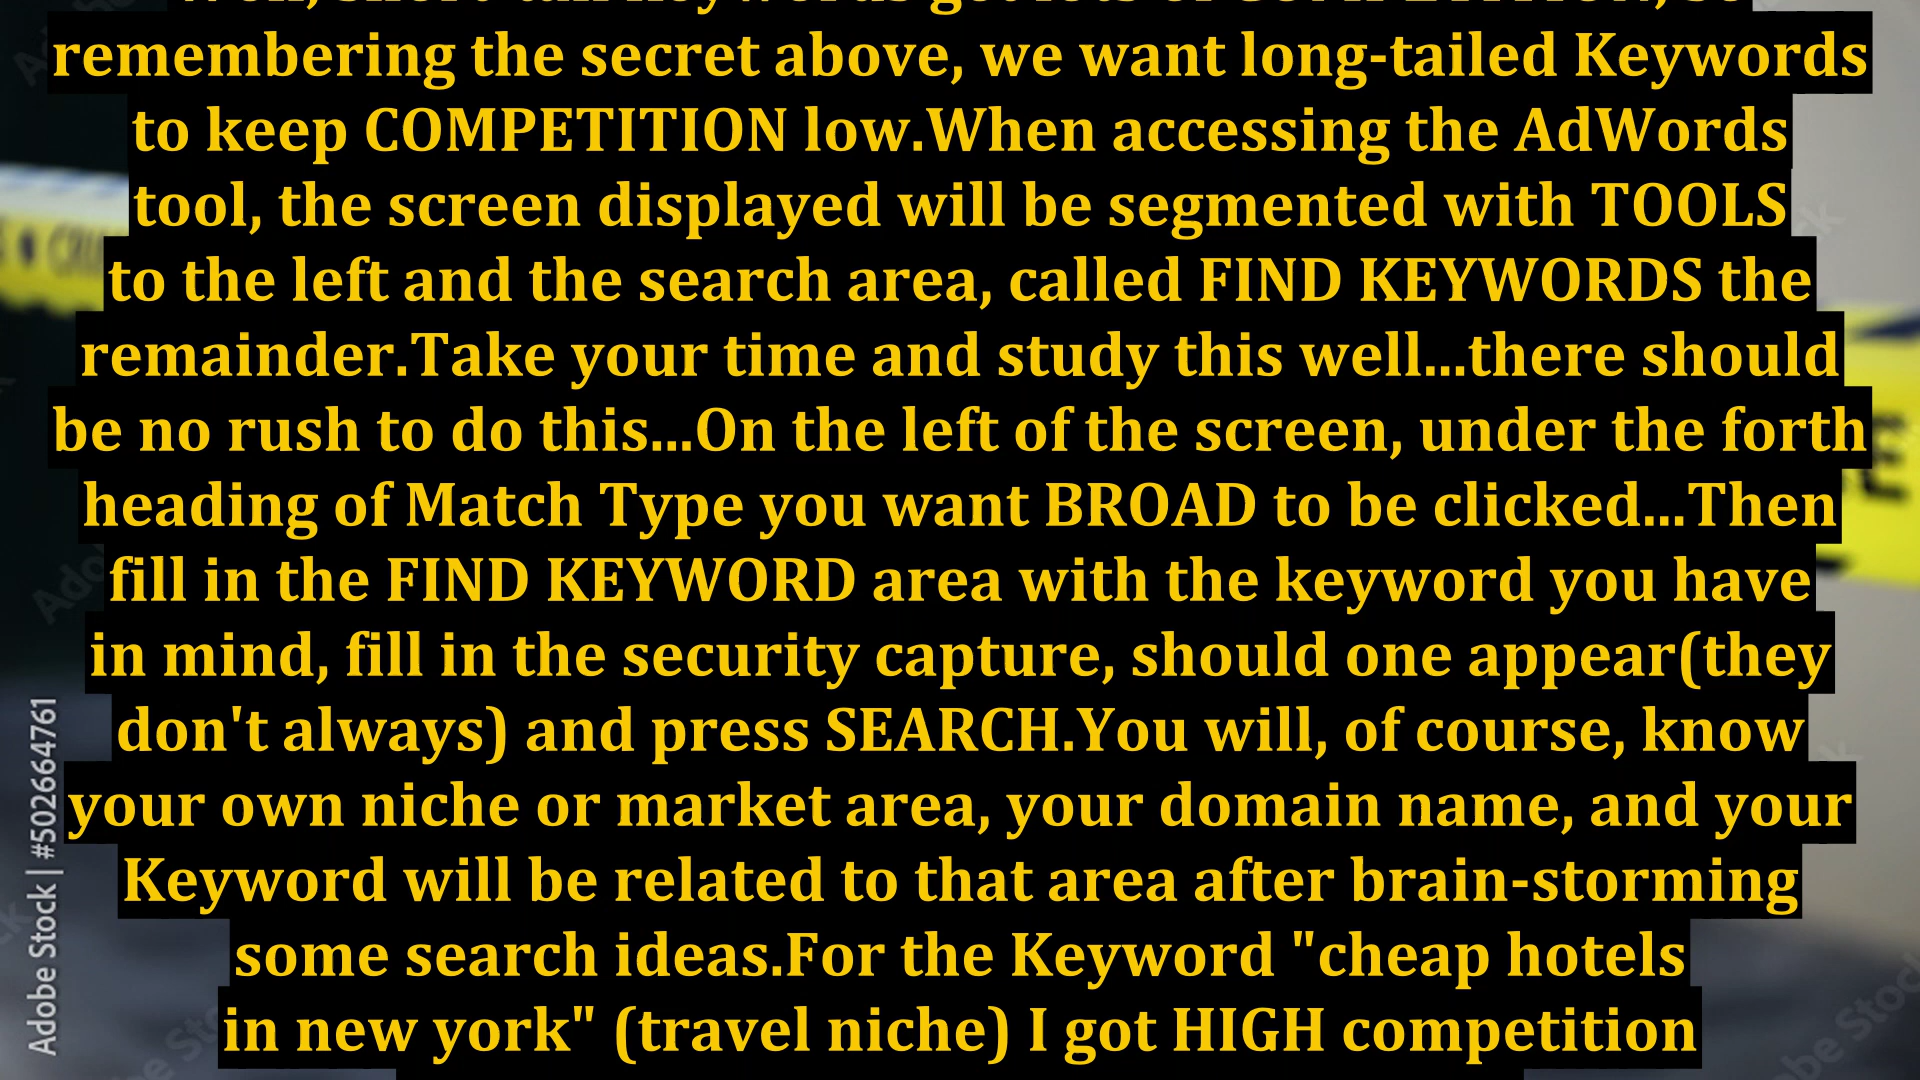 remembering the secret above, we want long-tailed Keywords
to keep COMPETITION low.When accessing the AdWords
tool, the screen displayed will be segmented with TOOLS
to the left and the search area, called FIND KEYWORDS the
remainder.Take your time and study this well...there should
be no rush to do this...On the left of the screen, under the forth
heading of Match Type you want BROAD to be clicked...Then
fill in the FIND KEYWORD area with the keyword you have
in mind, fill in the security capture, should one appear(they
don't always) and press SEARCH.You will, of course, know
your own niche or market area, your domain name, and your
Keyword will be related to that area after brain-storming
some search ideas.For the Keyword "cheap hotels
in new york" (travel niche) I got HIGH competition
Adobe Stock | #502664761